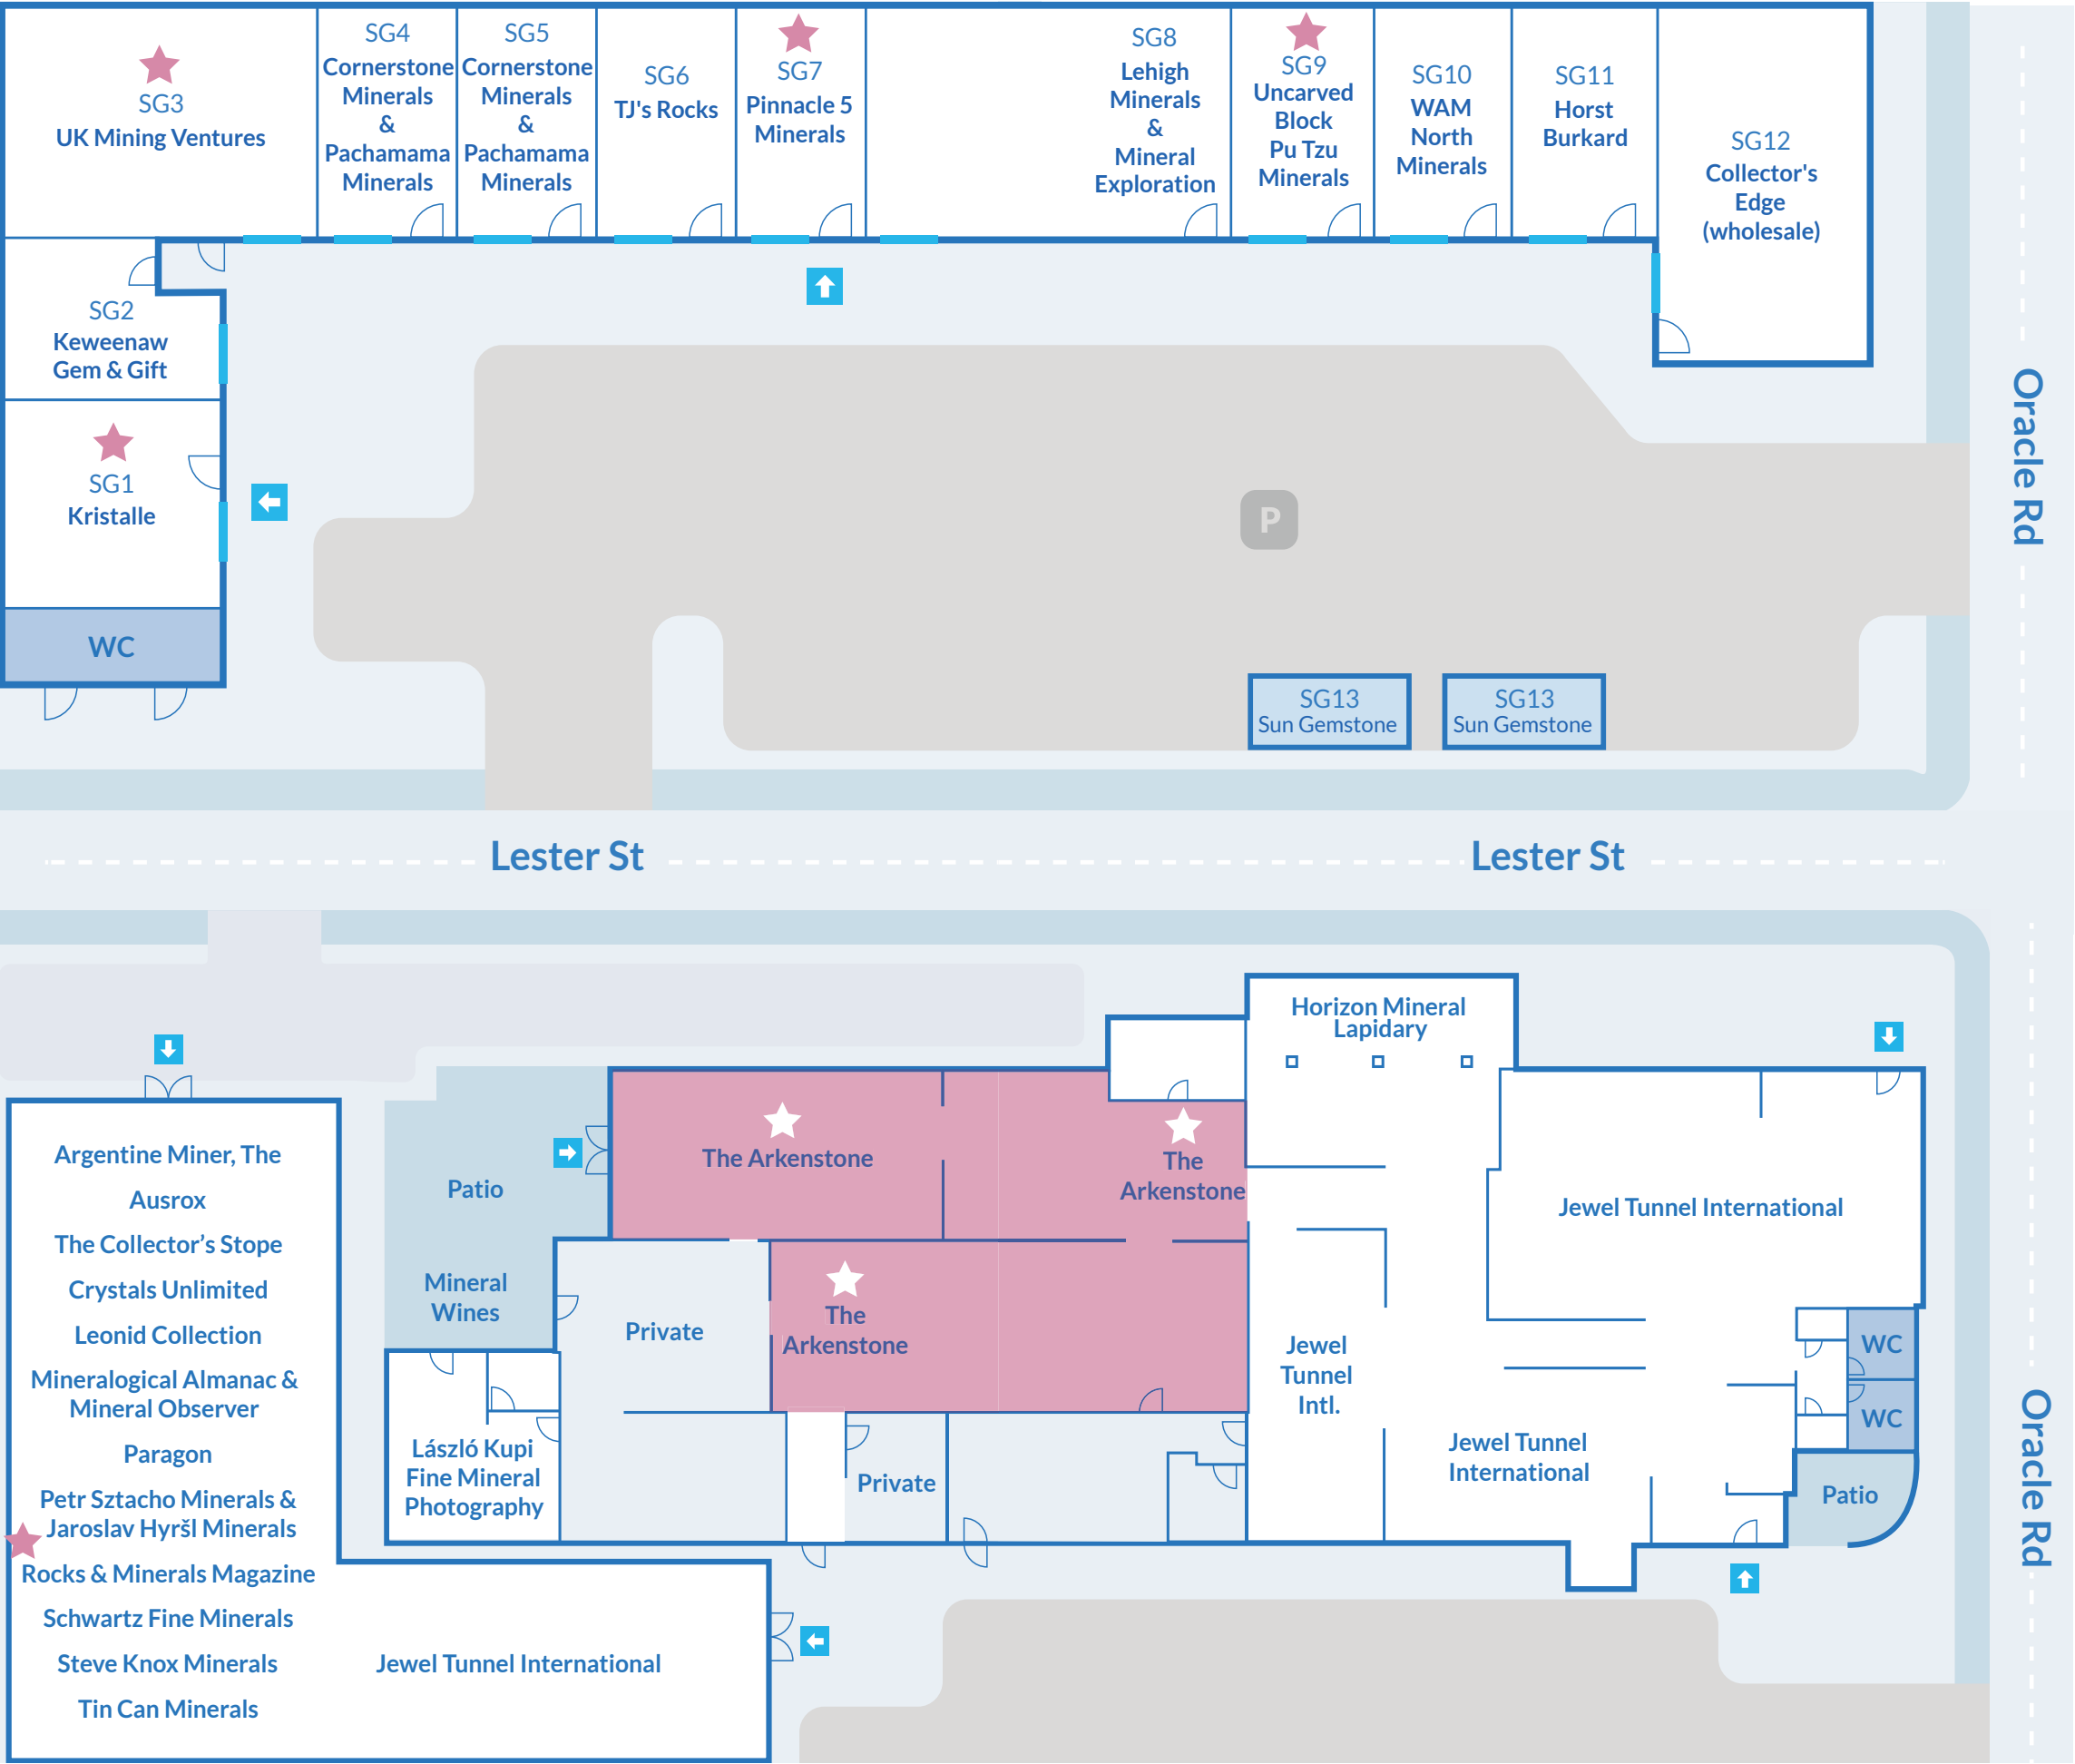 SG3
UK Mining Ventures
SG4
Cornerstone
Minerals
&
Pachamama
Minerals
SG5
Cornerstone
Minerals
&
Pachamama
Minerals
SG6
TJ's Rocks
SG7
Pinnacle 5
Minerals
SG8
Lehigh
Minerals
&
Mineral
Exploration
SG9
Uncarved
Block
Pu Tzu
Minerals
SG10
WAM
North
Minerals
SG11
Horst
Burkard
SG12
Collector's
Edge
(wholesale)
SG2
Keweenaw
Gem & Gift
SG1
Kristalle
WC
P
Oracle Rd
SG13
Sun Gemstone
SG13
Sun Gemstone
Lester St
Lester St
Horizon Mineral
Lapidary
Argentine Miner, The
Ausrox
The Collector’s Stope
Crystals Unlimited
Leonid Collection
Mineralogical Almanac &
Mineral Observer
Paragon
Petr Sztacho Minerals &
Jaroslav Hyršl Minerals
Rocks & Minerals Magazine
Schwartz Fine Minerals
Steve Knox Minerals
Tin Can Minerals
Jewel Tunnel International
Patio
Mineral
Wines
The Arkenstone
The
Arkenstone
The
Arkenstone
Private
László Kupi
Fine Mineral
Photography
Private
Jewel
Tunnel
Intl.
Jewel Tunnel International
Jewel Tunnel
International
WC
WC
Patio
Oracle Rd